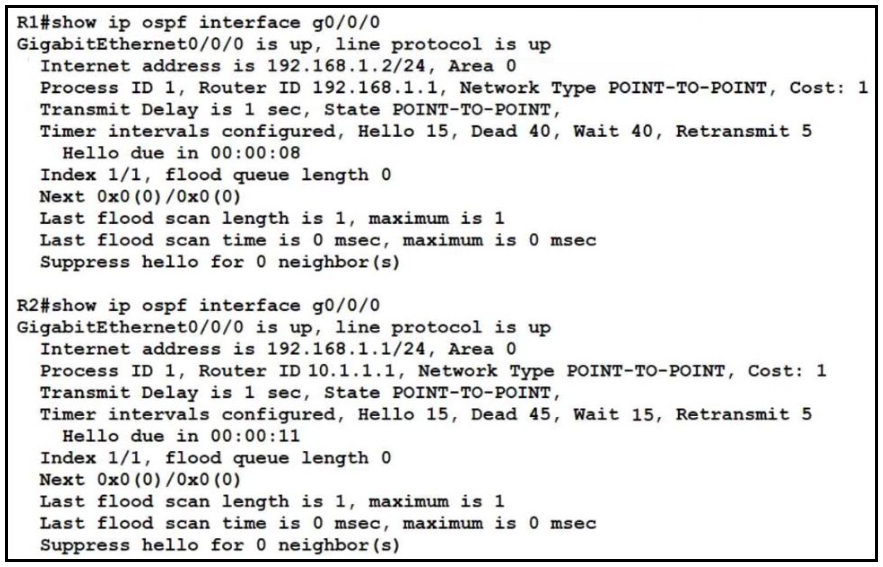 R1#show ip ospf interface g0/0/0
GigabitEthernet0/0/0 is up, line protocol is up
Internet address is 192.168.1.2/24, Area 0
Process ID 1, Router ID 192.168.1.1, Network Type POINT-TO-POINT, Cost: 1
Transmit Delay is 1 sec, State POINT-TO-POINT,
Timer intervals configured, Hello 15, Dead 40, Wait 40, Retransmit 5
Hello due in 00:00:08
Index 1/1, flood queue length 0
Next 0x0(0)/0x0(0)
Last flood scan length is 1, maximum is 1
Last flood scan time is 0 msec, maximum is 0 msec
Suppress hello for 0 neighbor(s)
R2#show ip ospf interface g0/0/0
GigabitEthernet0/0/0 is up, line protocol is up
Internet address is 192.168.1.1/24, Area 0
Process ID 1, Router ID 10.1.1.1, Network Type POINT-TO-POINT, Cost: 1
Transmit Delay is 1 sec, State POINT-TO-POINT,
Timer intervals configured, Hello 15, Dead 45, Wait 15, Retransmit 5
Hello due in 00:00:11
Index 1/1, flood queue length 0
Next 0x0(0)/0x0(0)
Last flood scan length is 1, maximum is 1
Last flood scan time is 0 msec, maximum is 0 msec
Suppress hello for 0 neighbor(s)